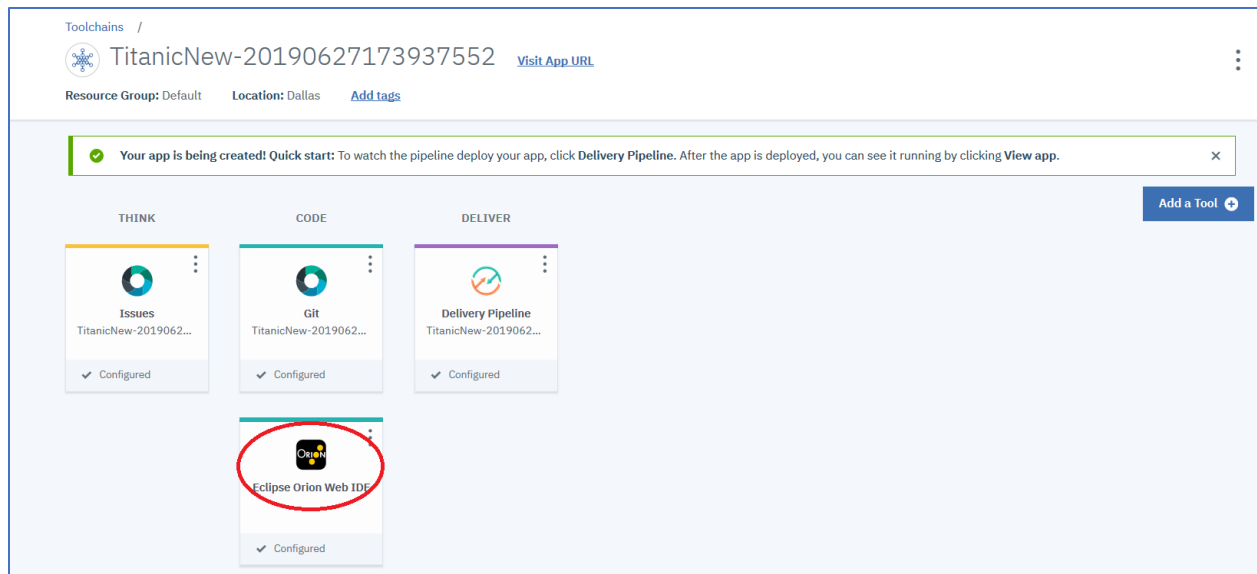 Toolchains /
TitanicNew-20190627173937552 Visit App URL
Resource Group: Default Location: Dallas Add tags
Your app is being created! Quick start: To watch the pipeline deploy your app, click Delivery Pipeline. After the app is deployed, you can see it running by clicking View app.
Add a Tool
THINK CODE DELIVER
Issues
TitanicNew-2019062...
Configured
Git
TitanicNew-2019062...
Configured
Delivery Pipeline
TitanicNew-2019062...
Configured
ORION
Eclipse Orion Web IDE
Configured